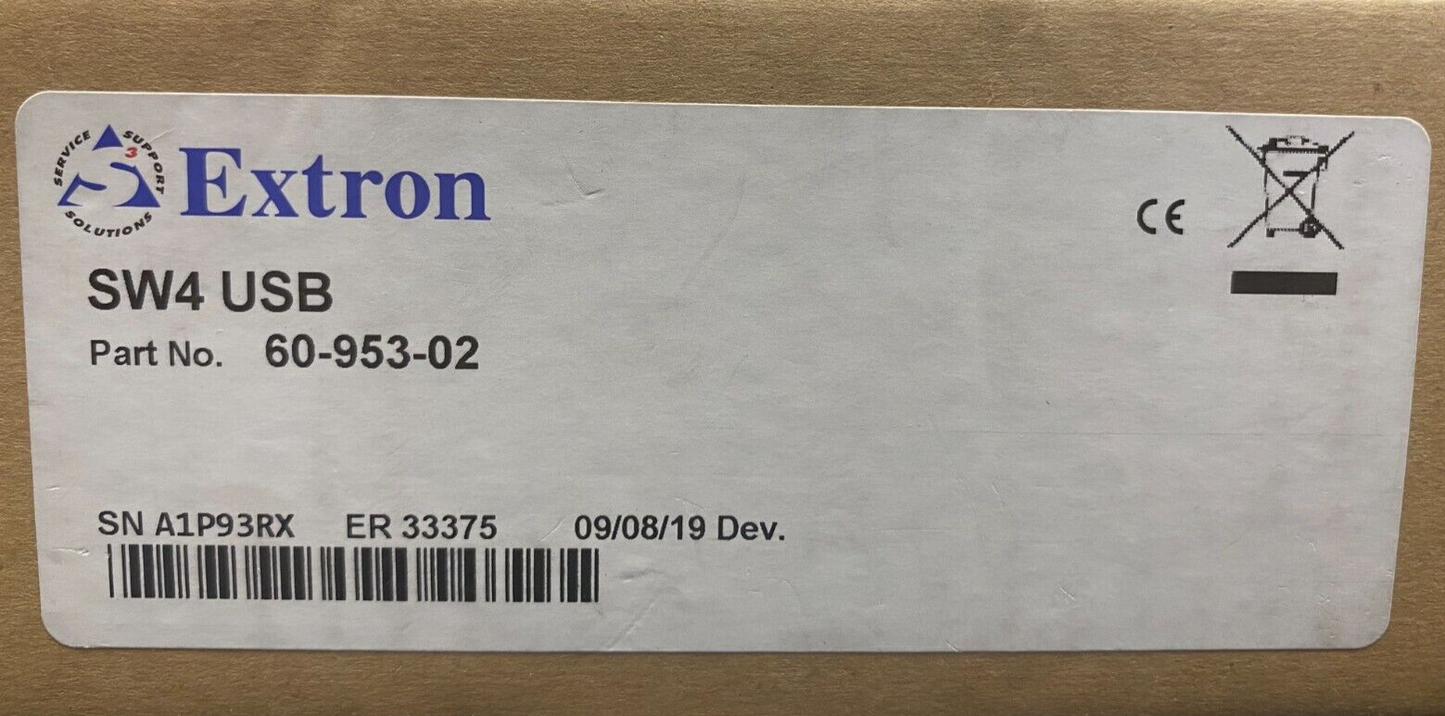 SERVICE SUPPORT SOLUTIONS
S3 Extron
CE
SW4 USB
Part No. 60-953-02
SN A1P93RX ER 33375 09/08/19 Dev.